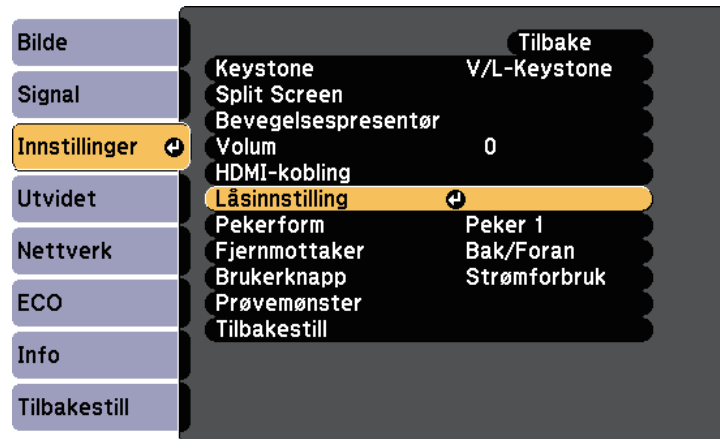 Bilde
Signal
Innstillinger
Utvidet
Nettverk
ECO
Info
Tilbakestill
Tilbake
Keystone V/L-Keystone
Split Screen
Bevegelsespresentør
Volum 0
HDMI-kobling
Låsinnstilling
Pekerform Peker 1
Fjernmottaker Bak/Foran
Brukerknapp Strømforbruk
Prøvemønster
Tilbakestill